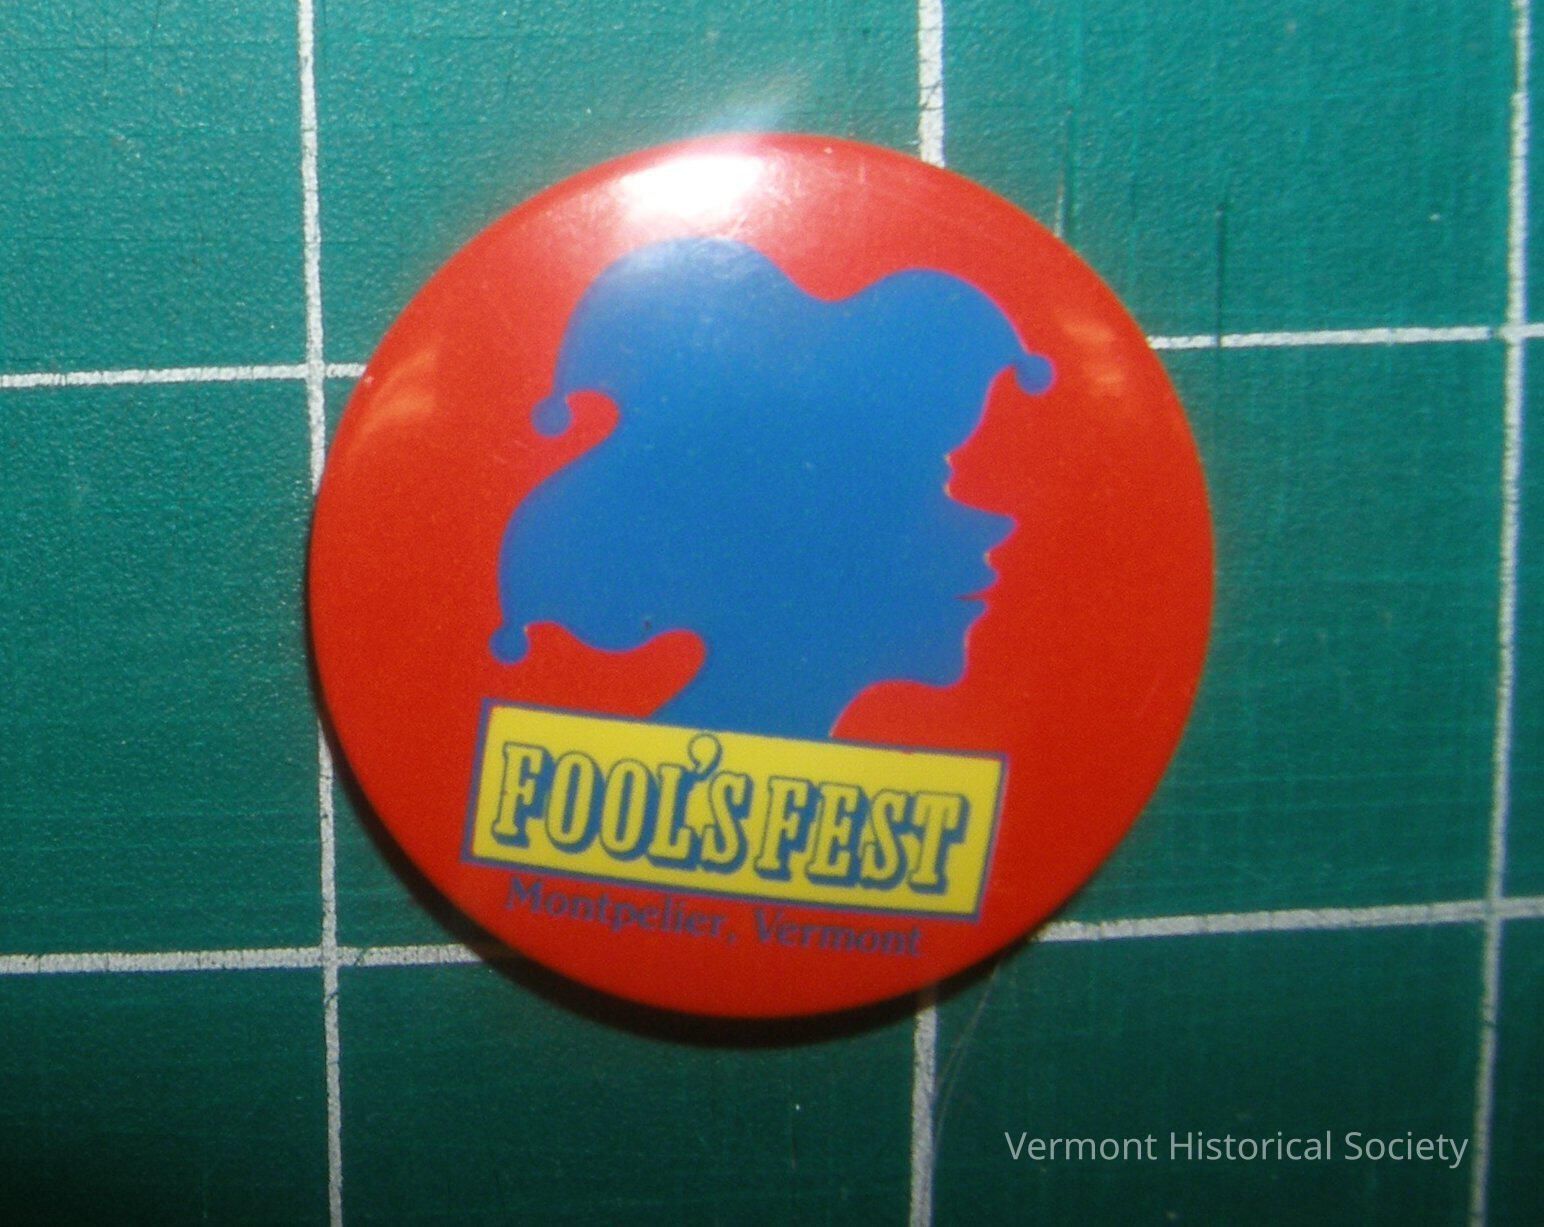 FOOL'S FEST
Montpelier, Vermont
Vermont Historical Society